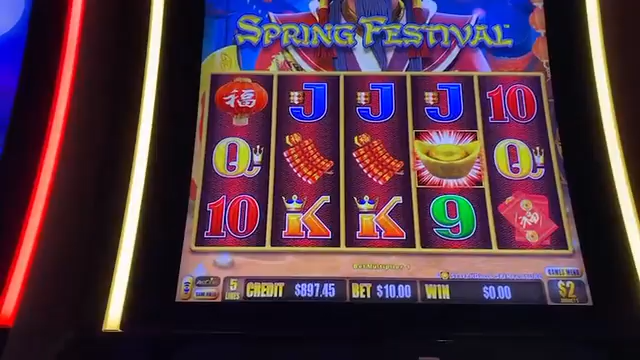 SPRING FESTIVAL
福 J J J 10
Q Q
10 K K 9 福
5 LINES CREDIT $897.45 BET $10.00 WIN $0.00 $2